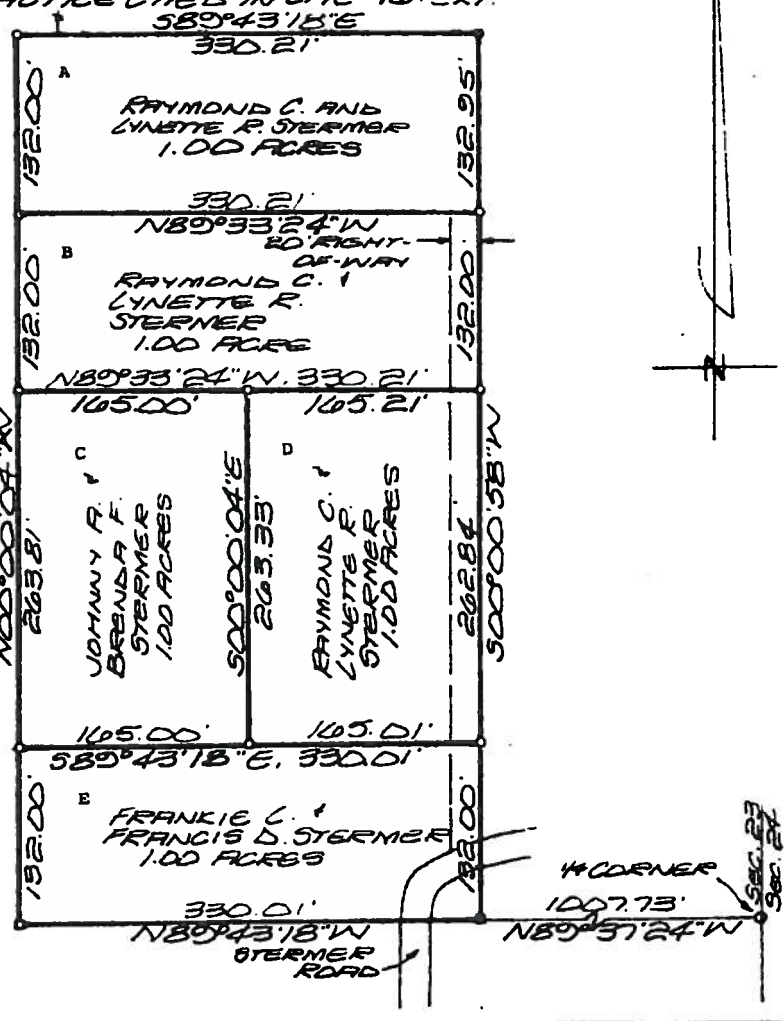 S89°43'18"E
330.21'
A
132.00'
RAYMOND C. AND
LYNETTE R. STERMER
1.00 ACRES
132.95'
330.21'
N89°33'24"W
20' RIGHT-
OF-WAY
B
132.00'
RAYMOND C. &
LYNETTE R.
STERMER
1.00 ACRE
132.00'
N89°33'24"W, 330.21'
165.00'
165.21'
N
C
D
N00°00'04"W
263.81'
JOHNNY A. &
BRENDA F.
STERMER
1.00 ACRES
S00°00'04"E
263.33'
RAYMOND C. &
LYNETTE R.
STERMER
1.00 ACRES
262.84'
S00°00'58"W
165.00'
165.01'
S89°43'18"E, 330.01'
E
132.00'
FRANKIE L. &
FRANCIS D. STERMER
1.00 ACRES
132.00'
1/4 CORNER
SEC. 23
SEC. 24
330.01'
1007.73'
N89°43'18"W
N89°37'24"W
STERMER
ROAD